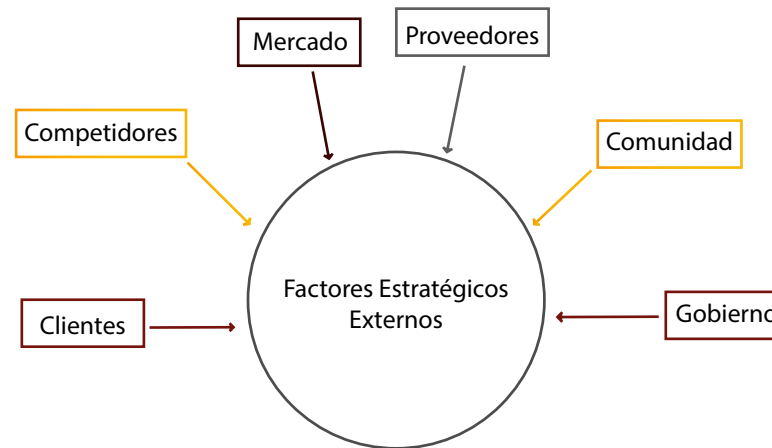 Mercado
Proveedores
Competidores
Comunidad
Factores Estratégicos
Externos
Clientes
Gobierno